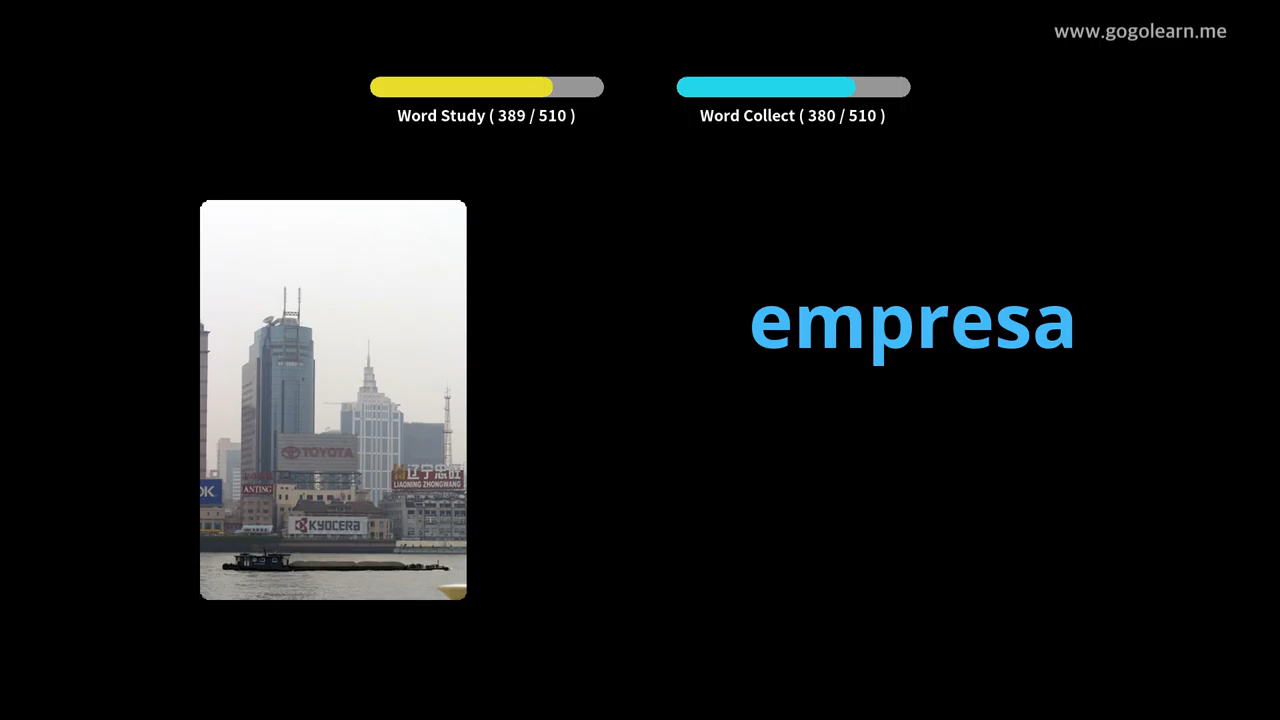 www.gogolearn.me
Word Study ( 389 / 510 )
Word Collect ( 380 / 510 )
empresa
TOYOTA
辽宁忠旺
LIAONING ZHONGWANG
OK
ANTING
KYOCERA